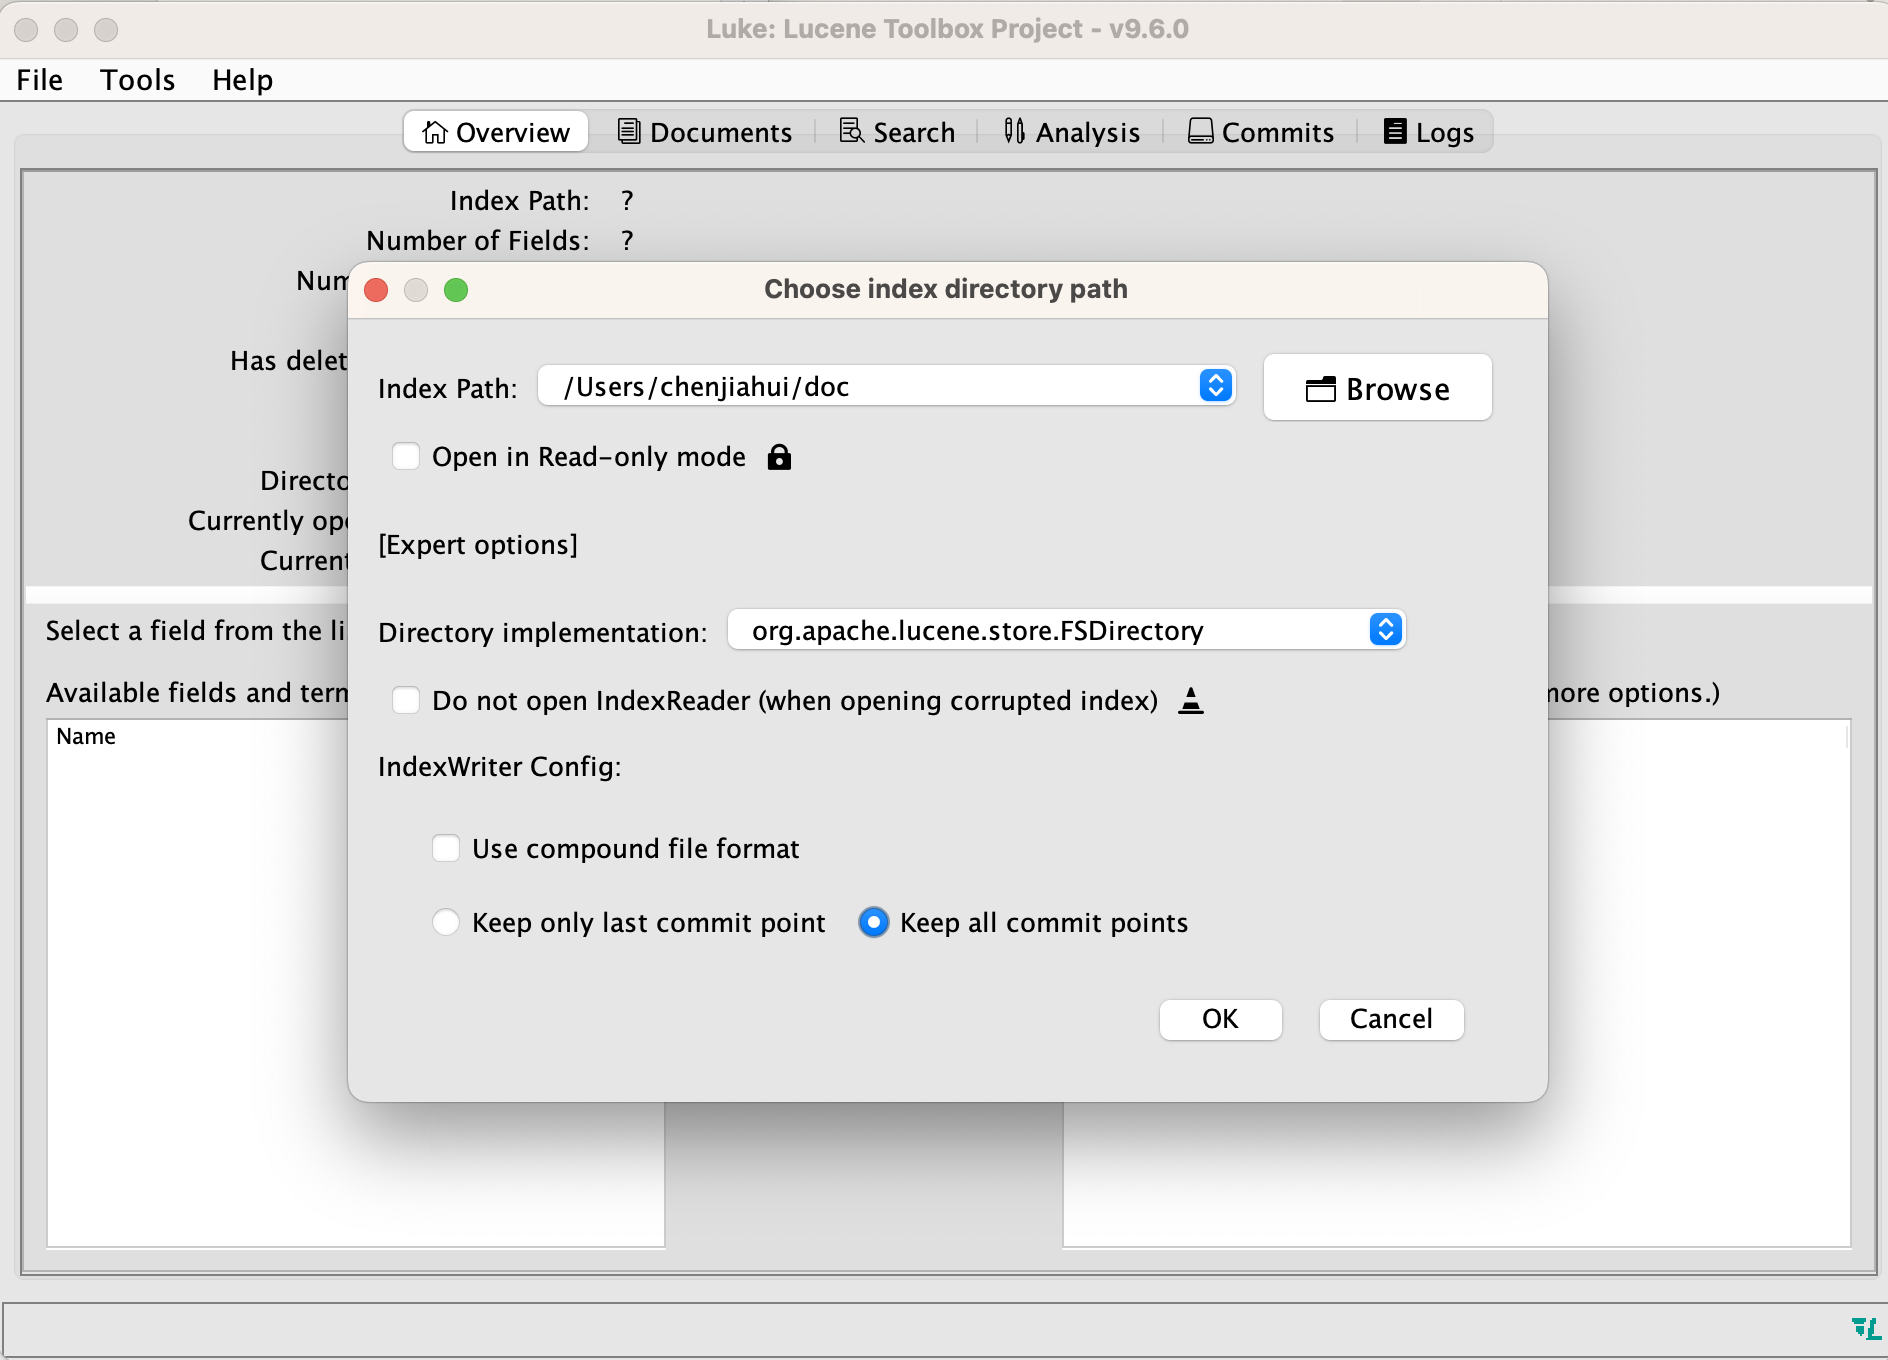 Luke: Lucene Toolbox Project - v9.6.0
File Tools Help
Overview Documents Search Analysis Commits Logs
Index Path: ?
Number of Fields: ?
Num
Has delet
Directo
Currently ope
Current
Select a field from the li
Available fields and term
more options.)
Name
Choose index directory path
Index Path: /Users/chenjiahui/doc Browse
Open in Read-only mode
[Expert options]
Directory implementation: org.apache.lucene.store.FSDirectory
Do not open IndexReader (when opening corrupted index)
IndexWriter Config:
Use compound file format
Keep only last commit point Keep all commit points
OK Cancel